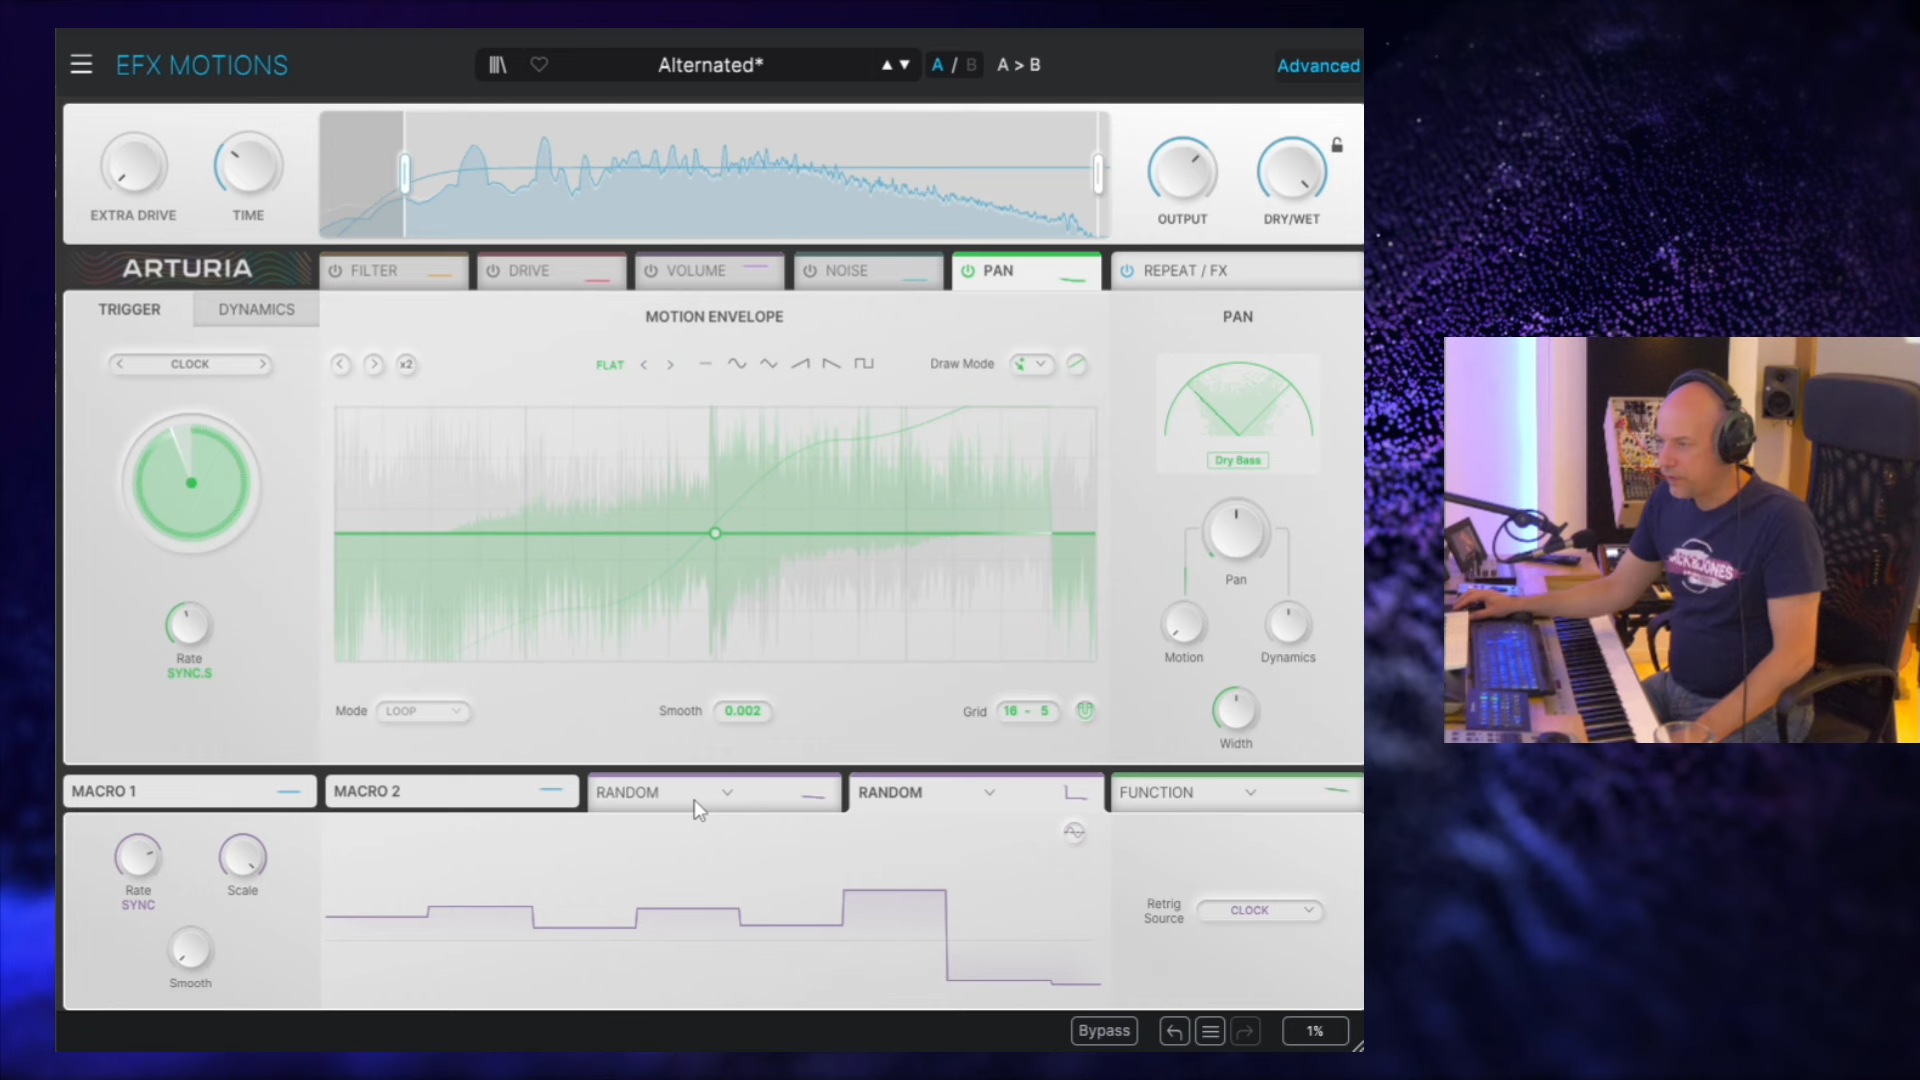 EFX MOTIONS
Alternated*
A / B
A > B
Advanced
EXTRA DRIVE
TIME
OUTPUT
DRY/WET
ARTURIA
FILTER
DRIVE
VOLUME
NOISE
PAN
REPEAT / FX
TRIGGER
DYNAMICS
MOTION ENVELOPE
PAN
CLOCK
x2
FLAT
Draw Mode
Dry Bass
Pan
Rate
SYNC.S
Motion
Dynamics
Mode
LOOP
Smooth
0.002
Grid
16 - 5
Width
MACRO 1
MACRO 2
RANDOM
RANDOM
FUNCTION
Rate
SYNC
Scale
Smooth
Retrig
Source
CLOCK
Bypass
1%